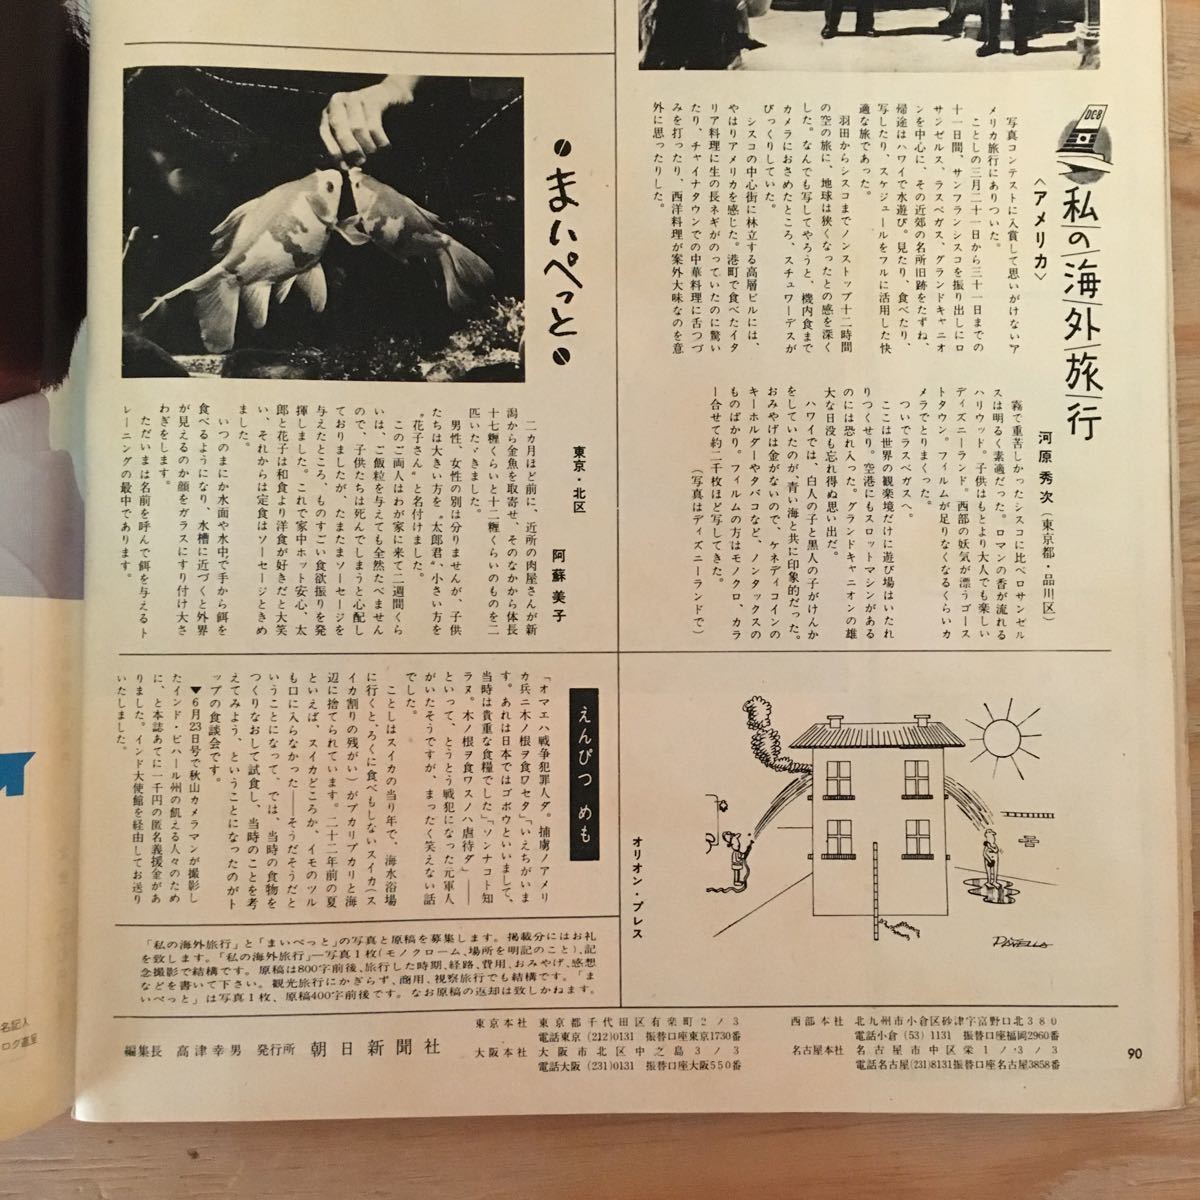 DC8
私の海外旅行
〈アメリカ〉
河原秀次(東京都・品川区)
写真コンテストに入賞して思いがけないア
メリカ旅行にありついた。
ことしの三月二十一日から三十一日までの
十一日間、サンフランシスコを振り出しにロ
サンゼルス、ラスベガス、グランドキャニオ
ンを中心に、その近郊の名所旧跡をたずね、
帰途はハワイで水遊び。見たり、食べたり、
写したり、スケジュールをフルに活用した快
適な旅であった。
羽田からシスコまでノンストップ十二時間
の空の旅に、地球は狭くなったとの感を深く
した。なんでも写してやろうと、機内食まで
カメラにおさめたところ、スチュワーデスが
びっくりしていた。
シスコの中心街に林立する高層ビルには、
やはりアメリカを感じた。港町で食べたイタ
リア料理に生の長ネギがのっていたのに驚い
たり、チャイナタウンでの中華料理に舌つづ
みを打ったり、西洋料理が案外大味なのを意
外に思ったりした。
霧で重苦しかったシスコに比べロサンゼル
スは明るく素適だった。ロマンの香が流れる
ハリウッド。子供はもとより大人でも楽しい
ディズニーランド。西部の妖気が漂うゴース
トタウン。フィルムが足りなくなるくらいカ
メラでとりまくった。
ついでラスベガスへ。
ここは世界の観楽境だけに遊び場はいたれ
りつくせり。空港にもスロットマシンがある
のには恐れ入った。グランドキャニオンの雄
大な日没も忘れ得ぬ思い出だ。
ハワイでは、白人の子と黒人の子がけんか
をしていたのが、青い海と共に印象的だった。
おみやげは金がないので、ケネディコインの
キーホルダーやタバコなど、ノンタックスの
ものばかり。フィルムの方はモノクロ、カラ
ー合せて約二千枚ほど写してきた。
(写真はディズニーランドで)
まいぺっと
東京・北区 阿蘇美子
二カ月ほど前に、近所の肉屋さんが新
潟から金魚を取寄せ、そのなかから体長
十七糎くらいと十二糎くらいのものを二
匹いただきました。
男性、女性の別は分りませんが、子供
たちは大きい方を"太郎君"、小さい方を
"花子さん"と名付けました。
このご両人はわが家に来て二週間くら
いは、ご飯粒を与えても全然たべません
ので、子供たちは死んでしまうと心配し
ておりましたが、たまたまソーセージを
与えたところ、ものすごい食欲振りを発
揮しました。これで家中ホット安心、太
郎と花子は和食より洋食が好きだと大笑
い、それからは定食はソーセージときめ
ました。
いつのまにか水面や水中で手から餌を
食べるようになり、水槽に近づくと外界
が見えるのか顔をガラスにすり付け大さ
わぎをします。
ただいまは名前を呼んで餌を与えるト
レーニングの最中であります。
えんぴつめも
「オマエハ戦争犯罪人ダ。捕虜ノアメリ
カ兵ニ木ノ根ヲ食ワセタ」「いえちがいま
す。あれは日本ではゴボウといいまして、
当時は貴重な食糧でした」「ソンナコト知
ラヌ。木ノ根ヲ食ワスノハ虐待ダ」——
といって、とうとう戦犯になった元軍人
がいたそうですが、まったく笑えない話
でした。
ことしはスイカの当り年で、海水浴場
に行くと、ろくに食べもしないスイカ(ス
イカ割りの残がい)がプカリプカリと海
辺に捨てられています。二十二年前の夏
といえば、スイカどころか、イモのツル
も口に入らなかった——そうだそうだと
いうことになって、では、当時の食物を
つくりなおして試食し、当時のことを考
えてみよう、ということになったのがト
ップの食談会です。
▼6月23日号で秋山カメラマンが撮影し
たインド・ビハール州の飢える人々のため
に、と本誌あてに一千円の匿名義援金があ
りました。インド大使館を経由してお送り
いたしました。
オリオン・プレス
「私の海外旅行」と「まいぺっと」の写真と原稿を募集します。掲載分にはお礼
を致します。「私の海外旅行」—写真1枚(モノクローム、場所を明記のこと)、記
念撮影で結構です。原稿は800字前後、旅行した時期、経路、費用、おみやげ、感想
などを書いて下さい。観光旅行にかぎらず、商用、視察旅行でも結構です。「ま
いぺっと」は写真1枚、原稿400字前後です。なお原稿の返却は致しかねます。
編集長 高津幸男 発行所 朝日新聞社
東京本社 東京都千代田区有楽町2ノ3
電話東京(212)0131 振替口座東京1730番
大阪本社 大阪市北区中之島3ノ3
電話大阪(231)0131 振替口座大阪550番
西部本社 北九州市小倉区砂津字富野口北380
電話小倉(53)1131 振替口座福岡2960番
名古屋本社 名古屋市中区栄1ノ3ノ3
電話名古屋(231)8131振替口座名古屋3858番
90